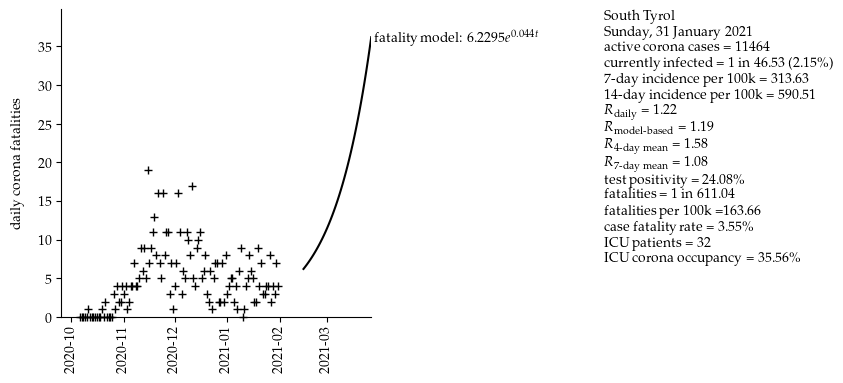 daily corona fatalities
35
30
25
20
15
10
5
0
2020-10
2020-11
2020-12
2021-01
2021-02
2021-03
fatality model: 6.2295e^0.044t
South Tyrol
Sunday, 31 January 2021
active corona cases = 11464
currently infected = 1 in 46.53 (2.15%)
7-day incidence per 100k = 313.63
14-day incidence per 100k = 590.51
R_daily = 1.22
R_model-based = 1.19
R_4-day mean = 1.58
R_7-day mean = 1.08
test positivity = 24.08%
fatalities = 1 in 611.04
fatalities per 100k =163.66
case fatality rate = 3.55%
ICU patients = 32
ICU corona occupancy = 35.56%